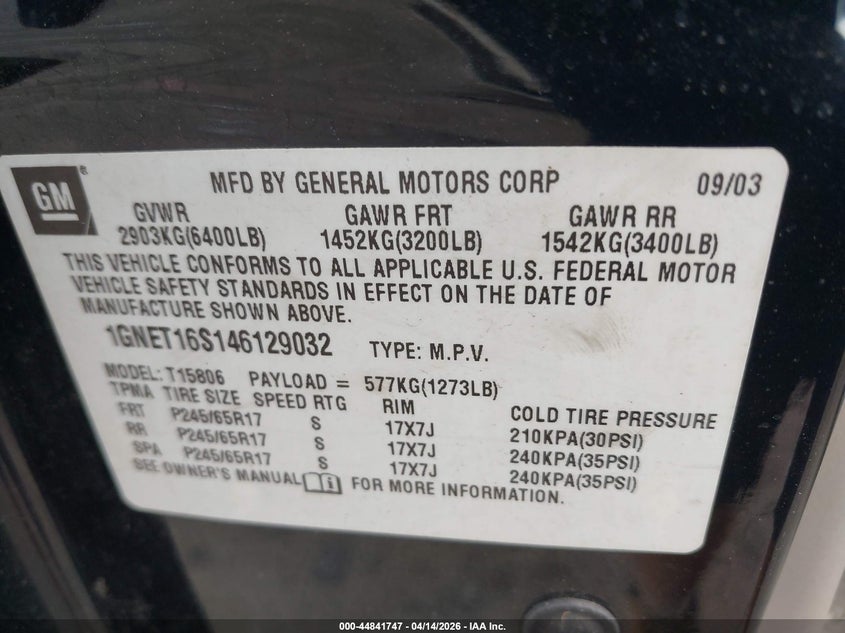 GM®
MFD BY GENERAL MOTORS CORP 09/03
GVWR GAWR FRT GAWR RR
2903KG(6400LB) 1452KG(3200LB) 1542KG(3400LB)
THIS VEHICLE CONFORMS TO ALL APPLICABLE U.S. FEDERAL MOTOR
VEHICLE SAFETY STANDARDS IN EFFECT ON THE DATE OF
MANUFACTURE SHOWN ABOVE.
1GNET16S146129032 TYPE: M.P.V.
MODEL: T15806 PAYLOAD = 577KG(1273LB)
TPMA TIRE SIZE SPEED RTG RIM COLD TIRE PRESSURE
FRT P245/65R17 S 17X7J 210KPA(30PSI)
RR P245/65R17 S 17X7J 240KPA(35PSI)
SPA P245/65R17 S 17X7J 240KPA(35PSI)
SEE OWNER'S MANUAL i FOR MORE INFORMATION.
000-44841747 - 04/14/2026 - IAA Inc.